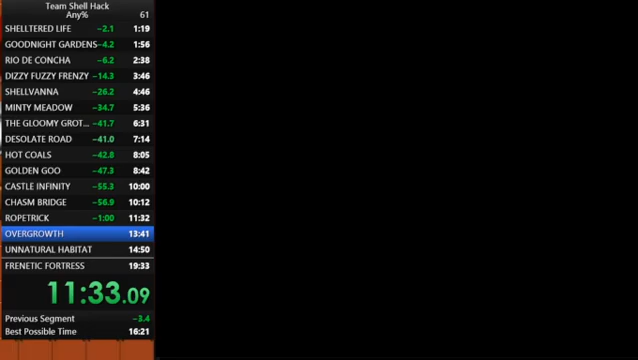 Team Shell Hack
Any% 61
SHELLTERED LIFE -2.1 1:19
GOODNIGHT GARDENS -4.2 1:56
RIO DE CONCHA -6.2 2:38
DIZZY FUZZY FRENZY -14.3 3:46
SHELLVANNA -26.2 4:46
MINTY MEADOW -34.7 5:36
THE GLOOMY GROT... -41.7 6:31
DESOLATE ROAD -41.0 7:14
HOT COALS -42.8 8:05
GOLDEN GOO -47.3 8:42
CASTLE INFINITY -55.3 10:00
CHASM BRIDGE -56.9 10:12
ROPETRICK -1:00 11:32
OVERGROWTH 13:41
UNNATURAL HABITAT 14:50
FRENETIC FORTRESS 19:33
11:33.09
Previous Segment -3.4
Best Possible Time 16:21